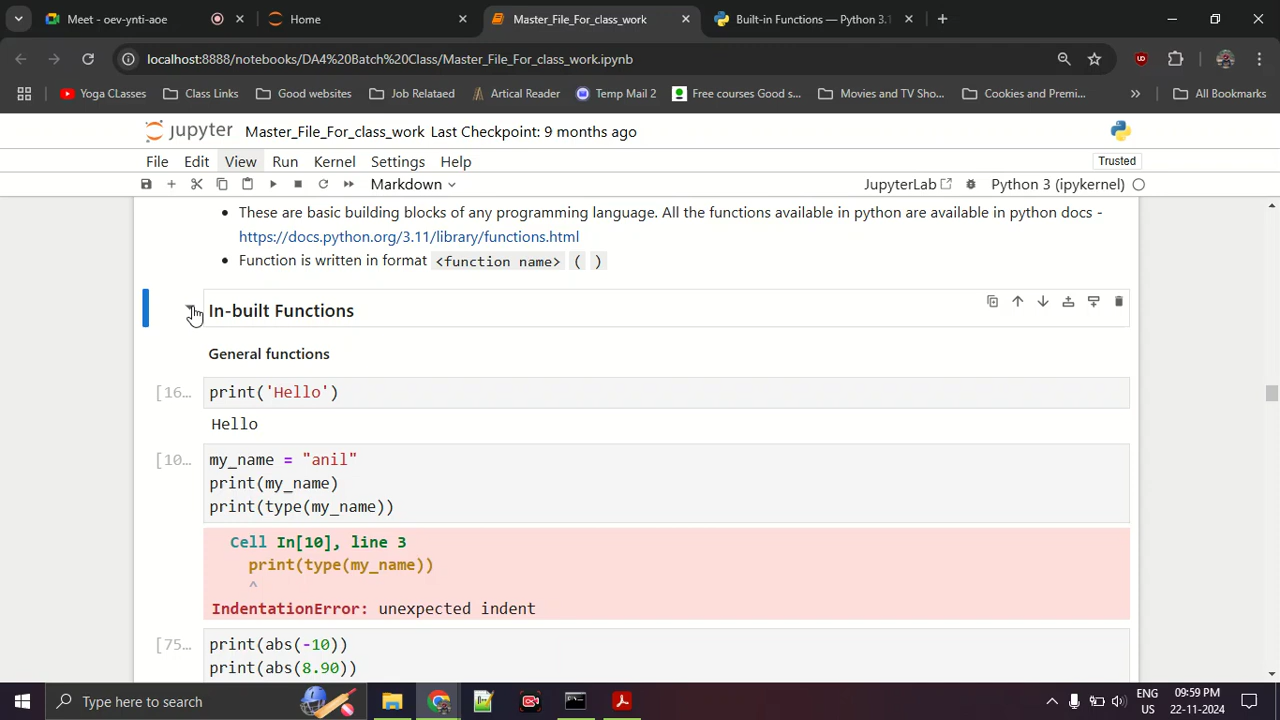 Meet - oev-ynti-aoe
Home
Master_File_For_class_work
Built-in Functions — Python 3.1
localhost:8888/notebooks/DA4%20Batch%20Class/Master_File_For_class_work.ipynb
Yoga CLasses
Class Links
Good websites
Job Relataed
Artical Reader
Temp Mail 2
Free courses Good s...
Movies and TV Sho...
Cookies and Premi...
All Bookmarks
jupyter Master_File_For_class_work Last Checkpoint: 9 months ago
File Edit View Run Kernel Settings Help
Trusted
Markdown
JupyterLab
Python 3 (ipykernel)
• These are basic building blocks of any programming language. All the functions available in python are available in python docs -
https://docs.python.org/3.11/library/functions.html
• Function is written in format <function name> ( )
In-built Functions
General functions
[16... print('Hello')
Hello
[10... my_name = "anil"
print(my_name)
print(type(my_name))
Cell In[10], line 3
print(type(my_name))
^
IndentationError: unexpected indent
[75... print(abs(-10))
print(abs(8.90))
Type here to search
ENG
US
09:59 PM
22-11-2024